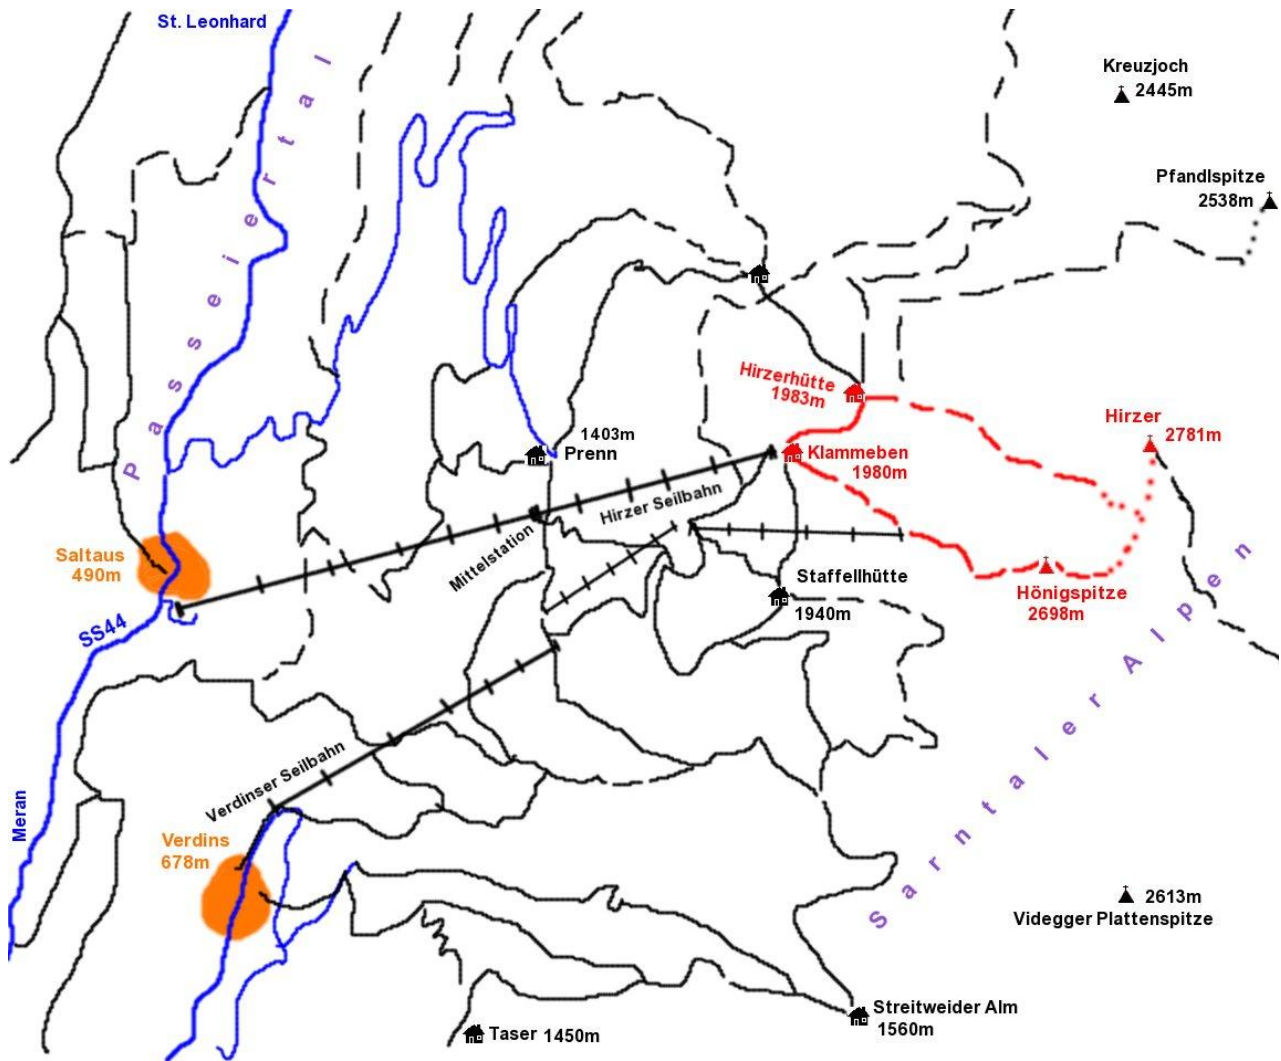 St. Leonhard
Passeiertal
Kreuzjoch
2445m
Pfandlspitze
2538m
Hirzerhütte
1983m
Hirzer
2781m
1403m
Prenn
Klammeben
1980m
Hirzer Seilbahn
Mittelstation
Saltaus
490m
Staffellhütte
1940m
Hönigspitze
2698m
SS44
Sarntaler Alpen
Verdinser Seilbahn
Meran
Verdins
678m
2613m
Videgger Plattenspitze
Streitweider Alm
1560m
Taser 1450m